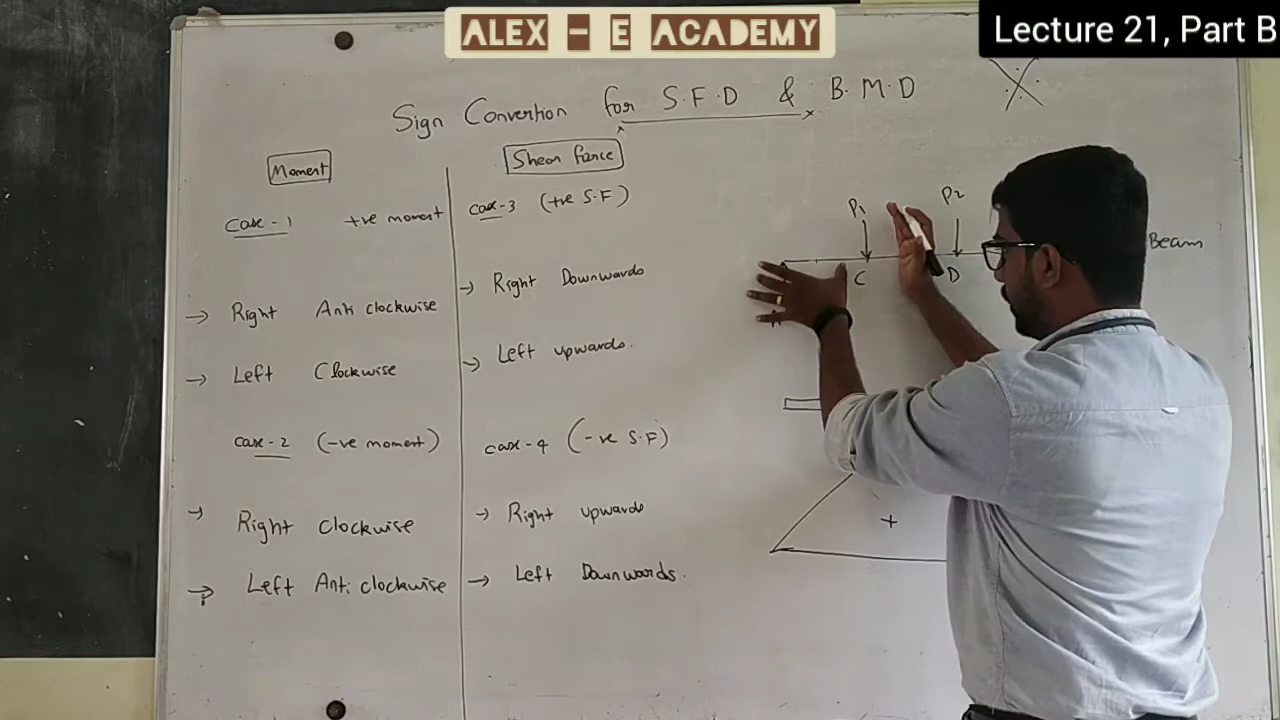 ALEX - E ACADEMY
Lecture 21, Part B
Sign Convention for S.F.D & B.M.D
Moment
Case-1 +ve moment
→ Right Anti clockwise
→ Left Clockwise
Case-2 (-ve moment)
→ Right clockwise
→ Left Anti clockwise
Shear force
Case-3 (+ve S.F)
→ Right Downwards
→ Left upwards.
Case-4 (-ve S.F)
→ Right upwards
→ Left Downwards.
P1 P2
Beam
C D
+